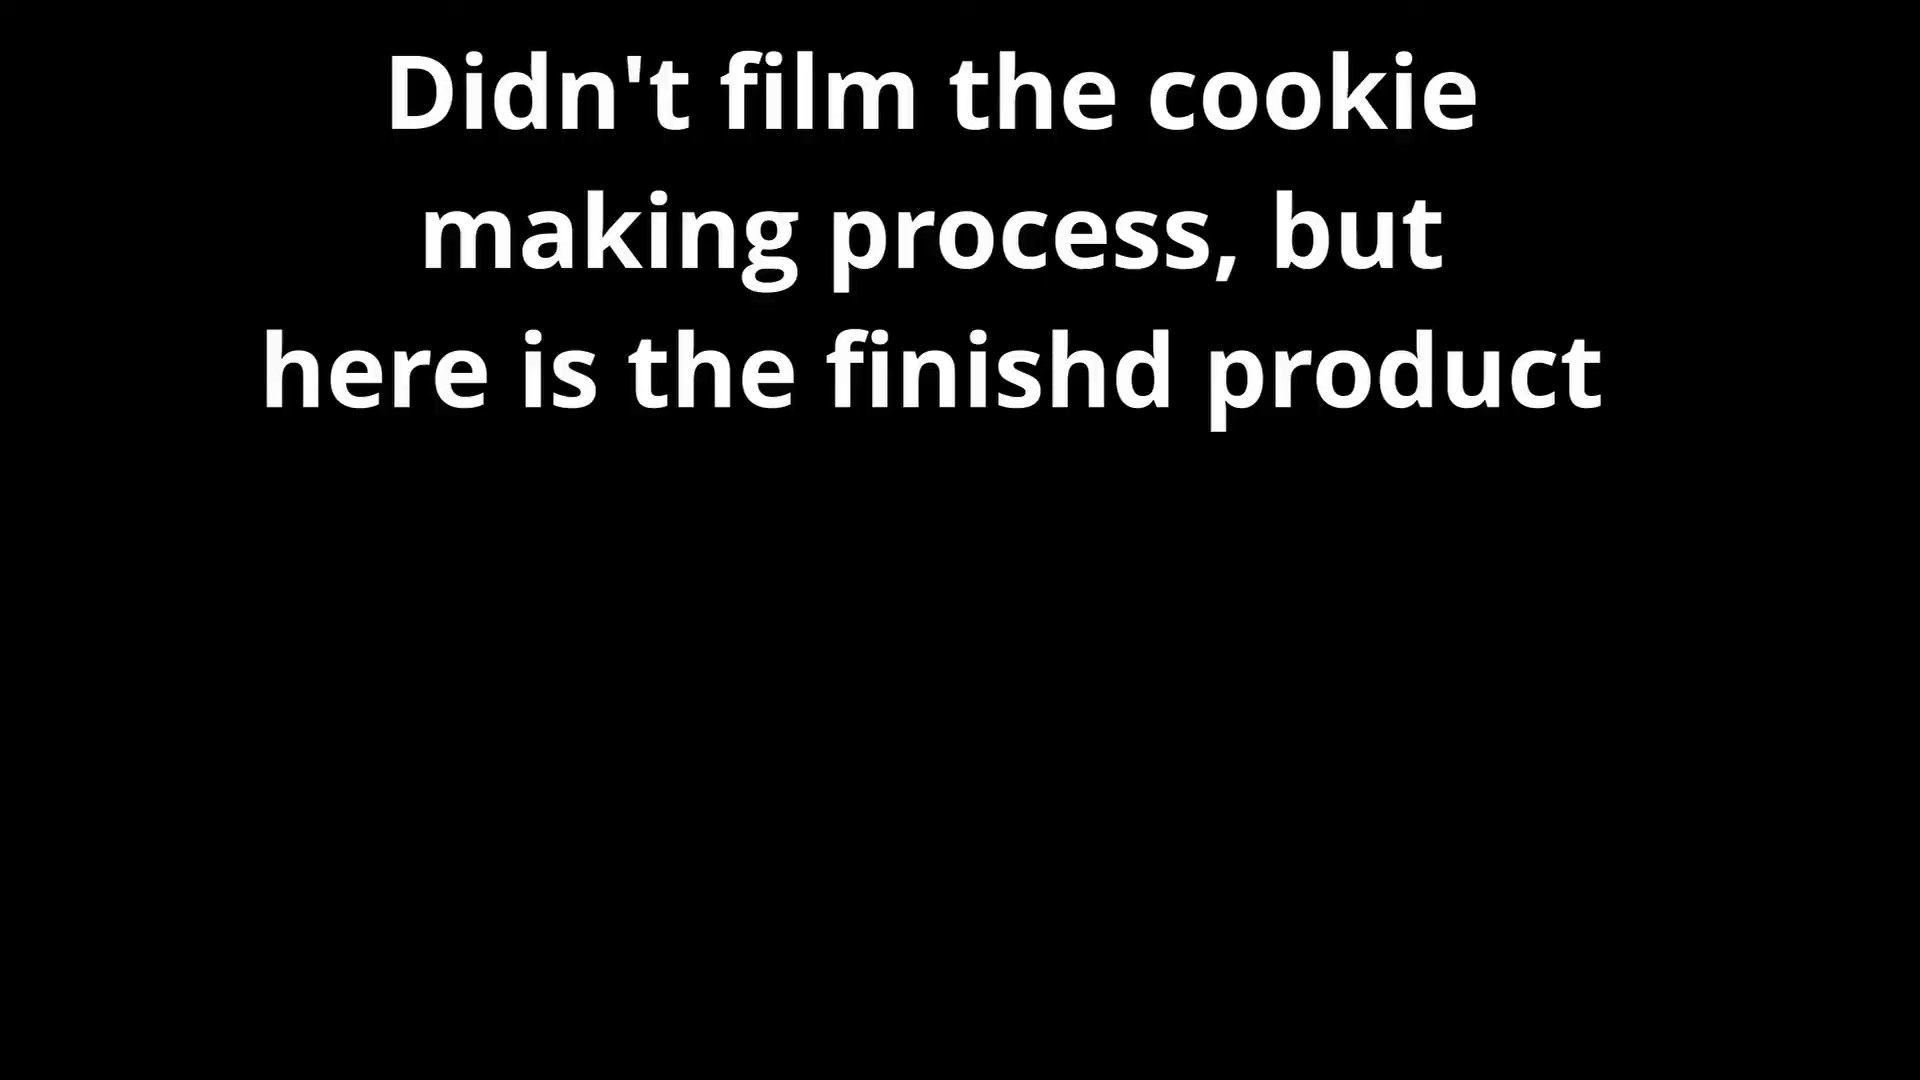 Didn't film the cookie
making process, but
here is the finishd product